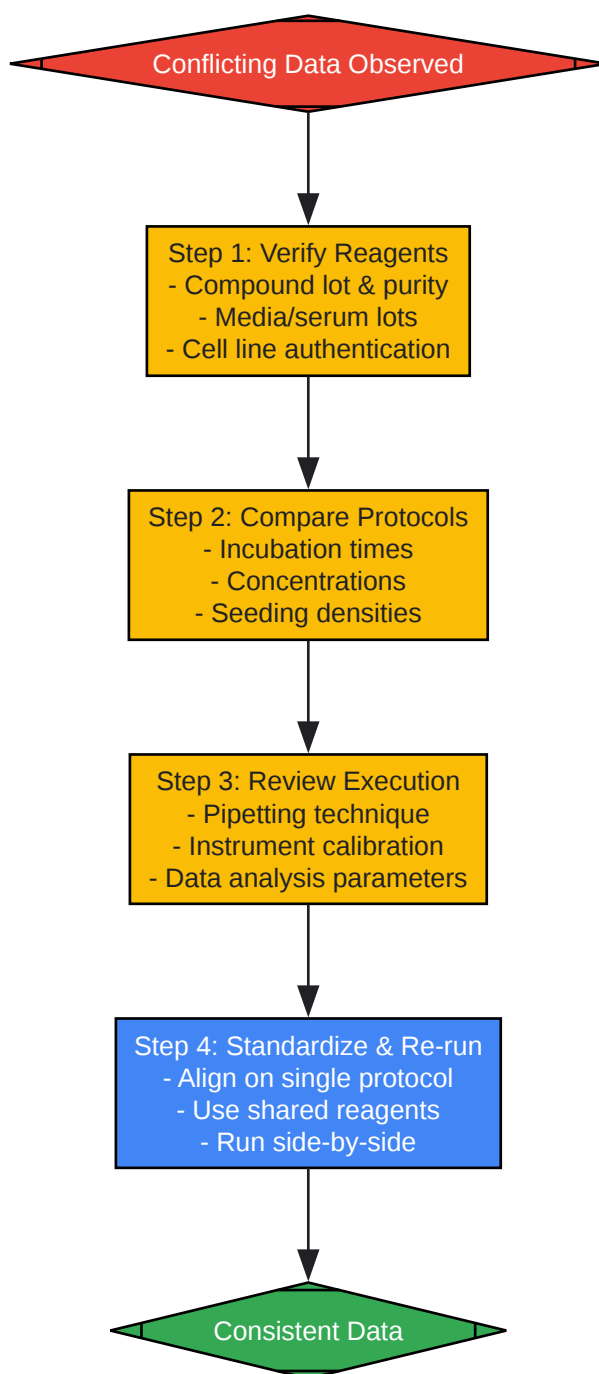 Conflicting Data Observed
Step 1: Verify Reagents
- Compound lot & purity
- Media/serum lots
- Cell line authentication
Step 2: Compare Protocols
- Incubation times
- Concentrations
- Seeding densities
Step 3: Review Execution
- Pipetting technique
- Instrument calibration
- Data analysis parameters
Step 4: Standardize & Re-run
- Align on single protocol
- Use shared reagents
- Run side-by-side
Consistent Data